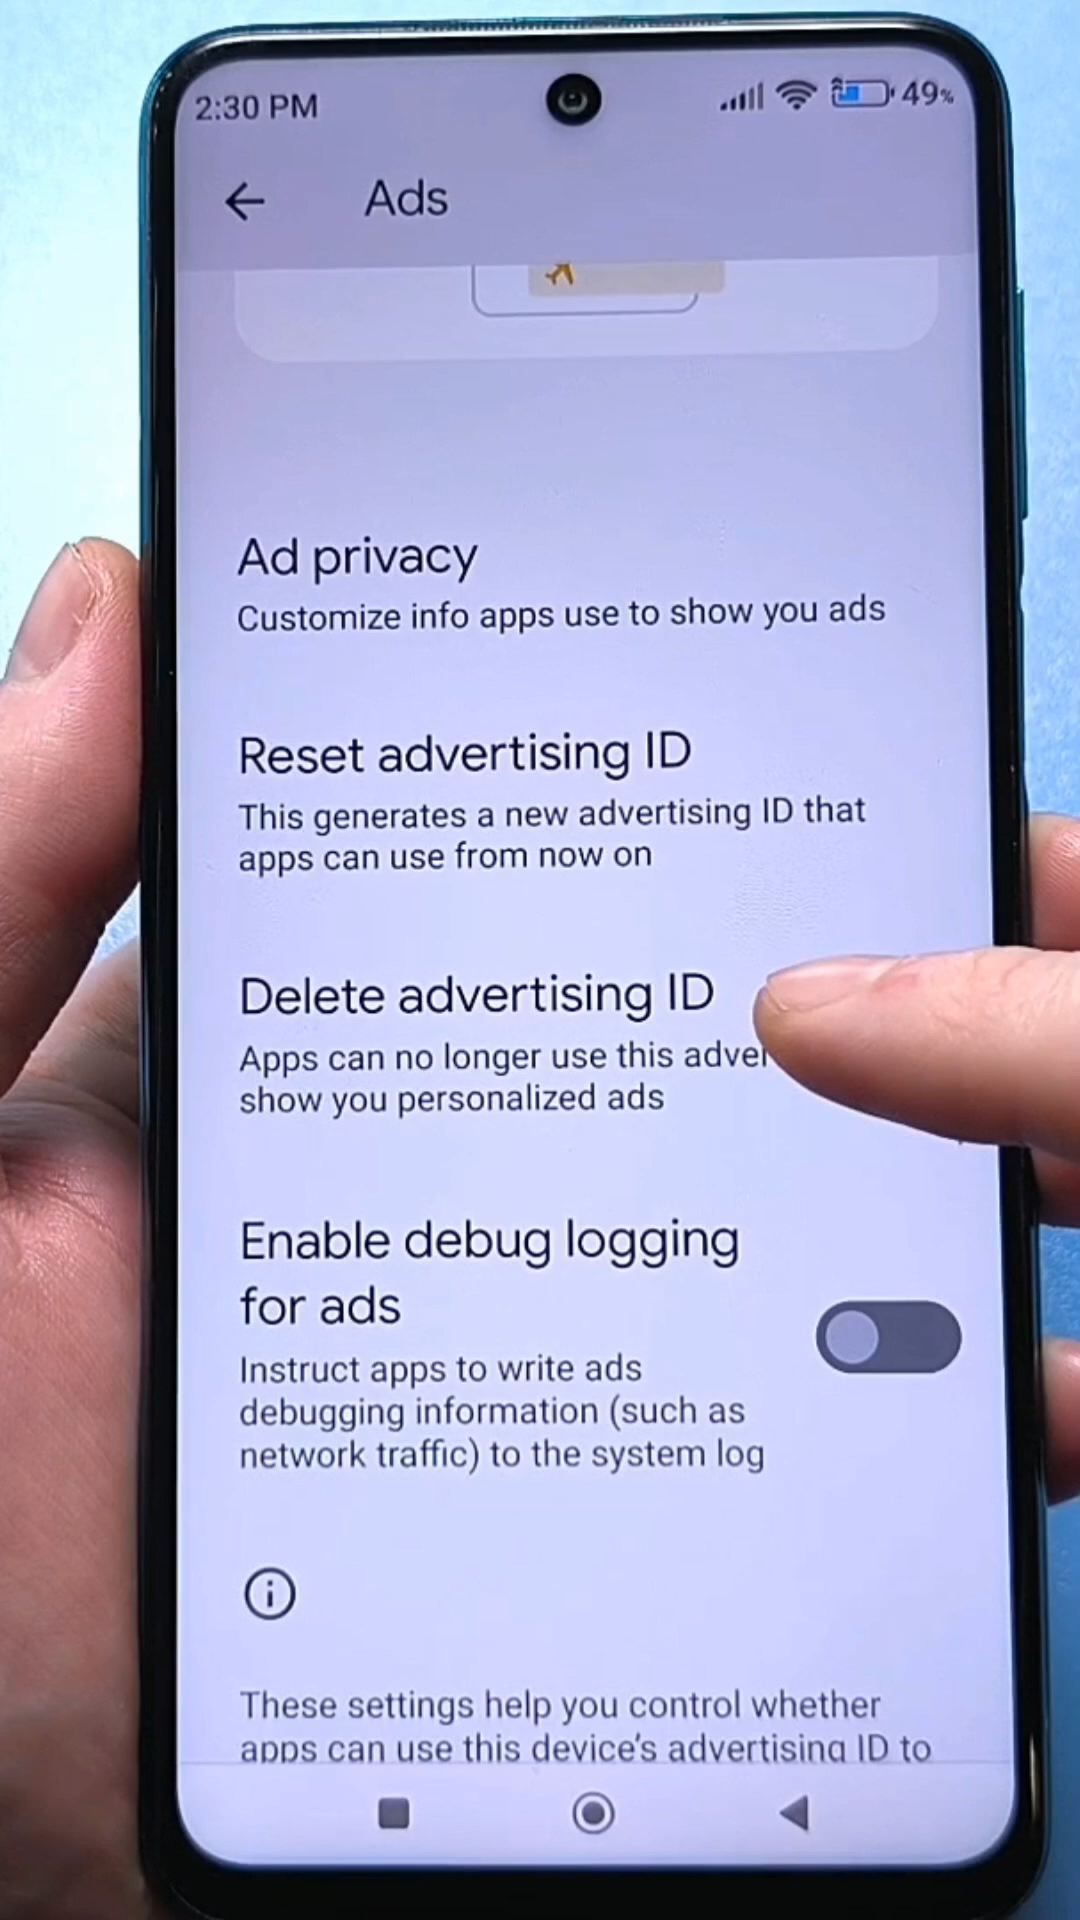 2:30 PM
49%
Ads
Ad privacy
Customize info apps use to show you ads
Reset advertising ID
This generates a new advertising ID that
apps can use from now on
Delete advertising ID
Apps can no longer use this
show you personalized ads
Enable debug logging
for ads
Instruct apps to write ads
debugging information (such as
network traffic) to the system log
These settings help you control whether
apps can use this device's advertising ID to